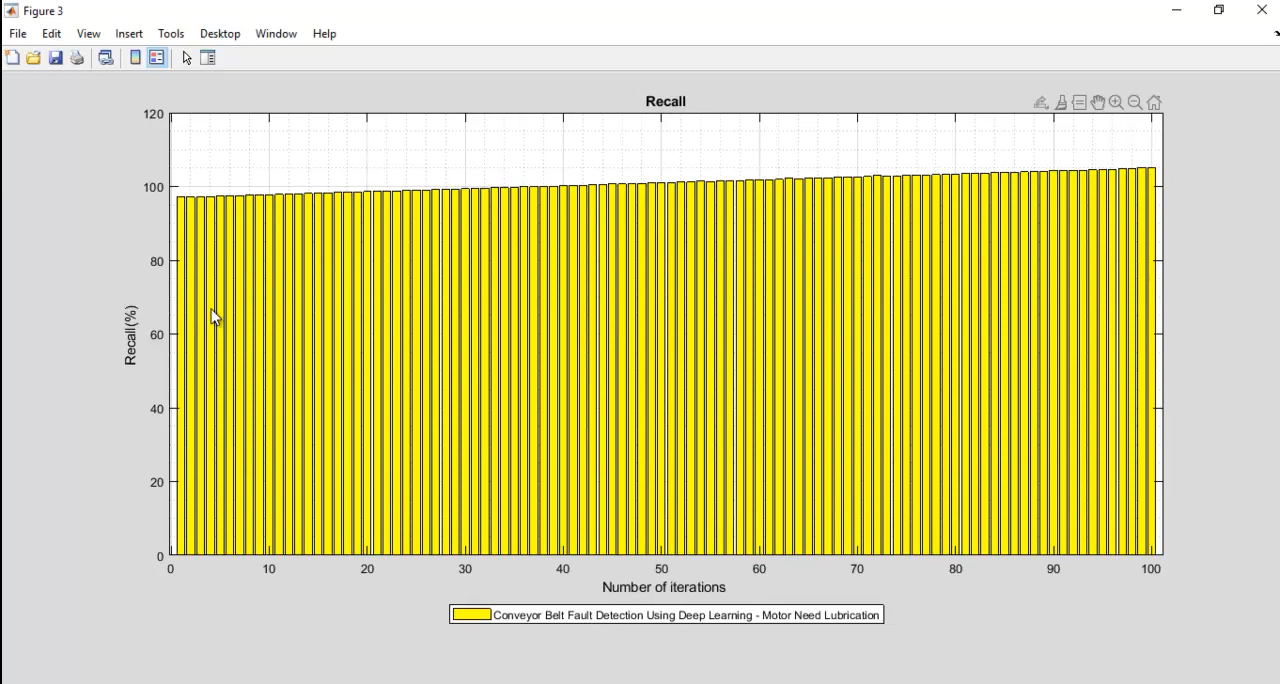 Figure 3
File Edit View Insert Tools Desktop Window Help
Recall
120
100
80
60
40
20
0
Recall(%)
0 10 20 30 40 50 60 70 80 90 100
Number of iterations
Conveyor Belt Fault Detection Using Deep Learning - Motor Need Lubrication